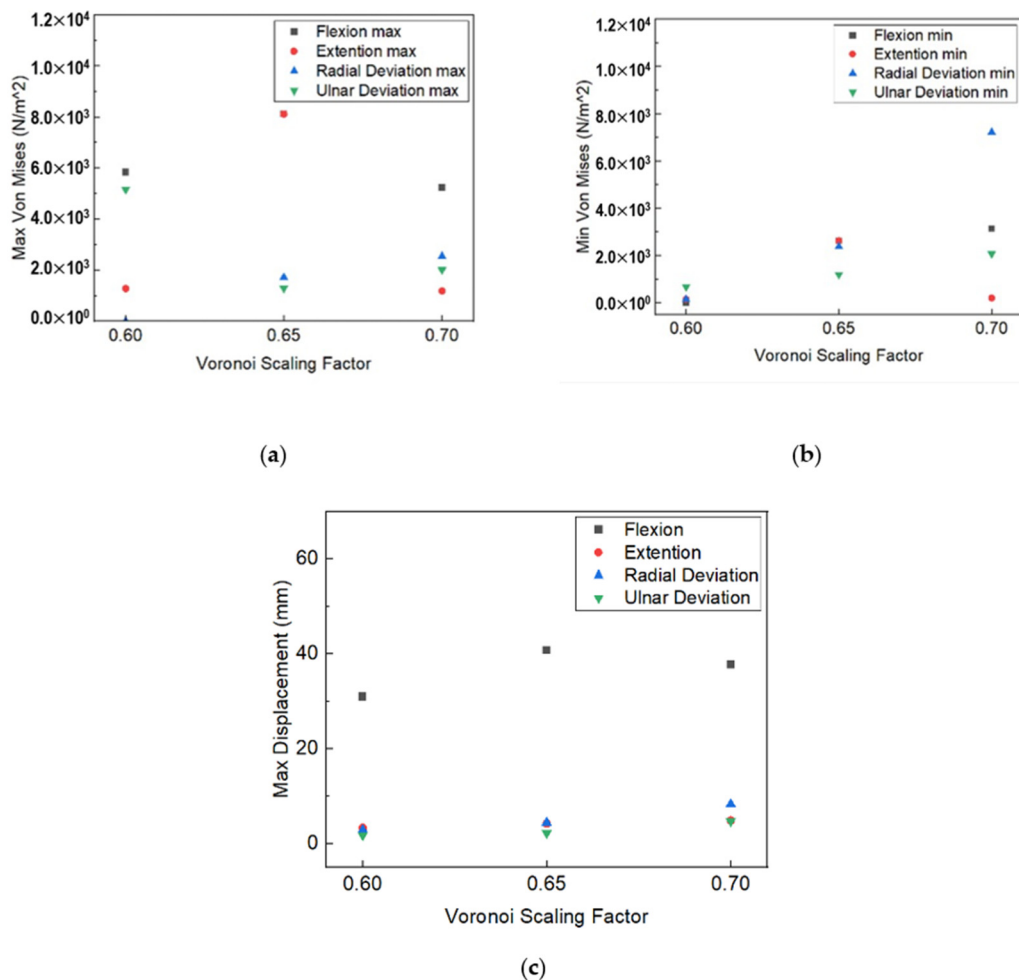 1.2×10⁴
1.0×10⁴
8.0×10³
6.0×10³
4.0×10³
2.0×10³
0.0×10⁰
Max Von Mises (N/m^2)
Flexion max
Extention max
Radial Deviation max
Ulnar Deviation max
0.60 0.65 0.70
Voronoi Scaling Factor
(a)
1.2×10⁴
1.0×10⁴
8.0×10³
6.0×10³
4.0×10³
2.0×10³
0.0×10⁰
Min Von Mises (N/m^2)
Flexion min
Extention min
Radial Deviation min
Ulnar Deviation min
0.60 0.65 0.70
Voronoi Scaling Factor
(b)
60
40
20
0
Max Displacement (mm)
Flexion
Extention
Radial Deviation
Ulnar Deviation
0.60 0.65 0.70
Voronoi Scaling Factor
(c)